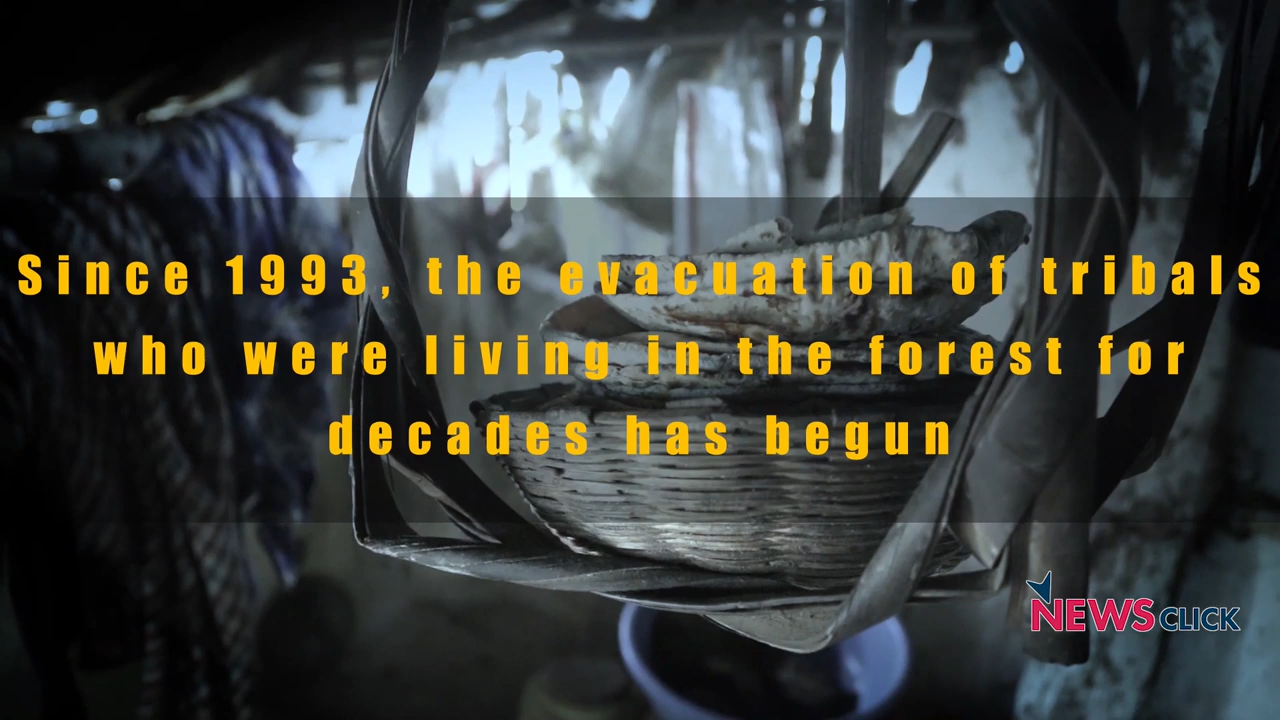 Since 1993, the evacuation of tribals
who were living in the forest for
decades has begun
NEWSCLICK